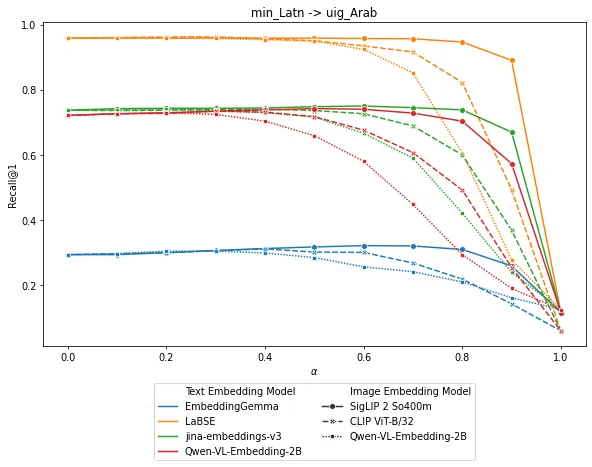 min_Latn -> uig_Arab
Recall@1
1.0
0.8
0.6
0.4
0.2
0.0 0.2 0.4 0.6 0.8 1.0
α
Text Embedding Model
EmbeddingGemma
LaBSE
jina-embeddings-v3
Qwen-VL-Embedding-2B
Image Embedding Model
SigLIP 2 So400m
CLIP ViT-B/32
Qwen-VL-Embedding-2B